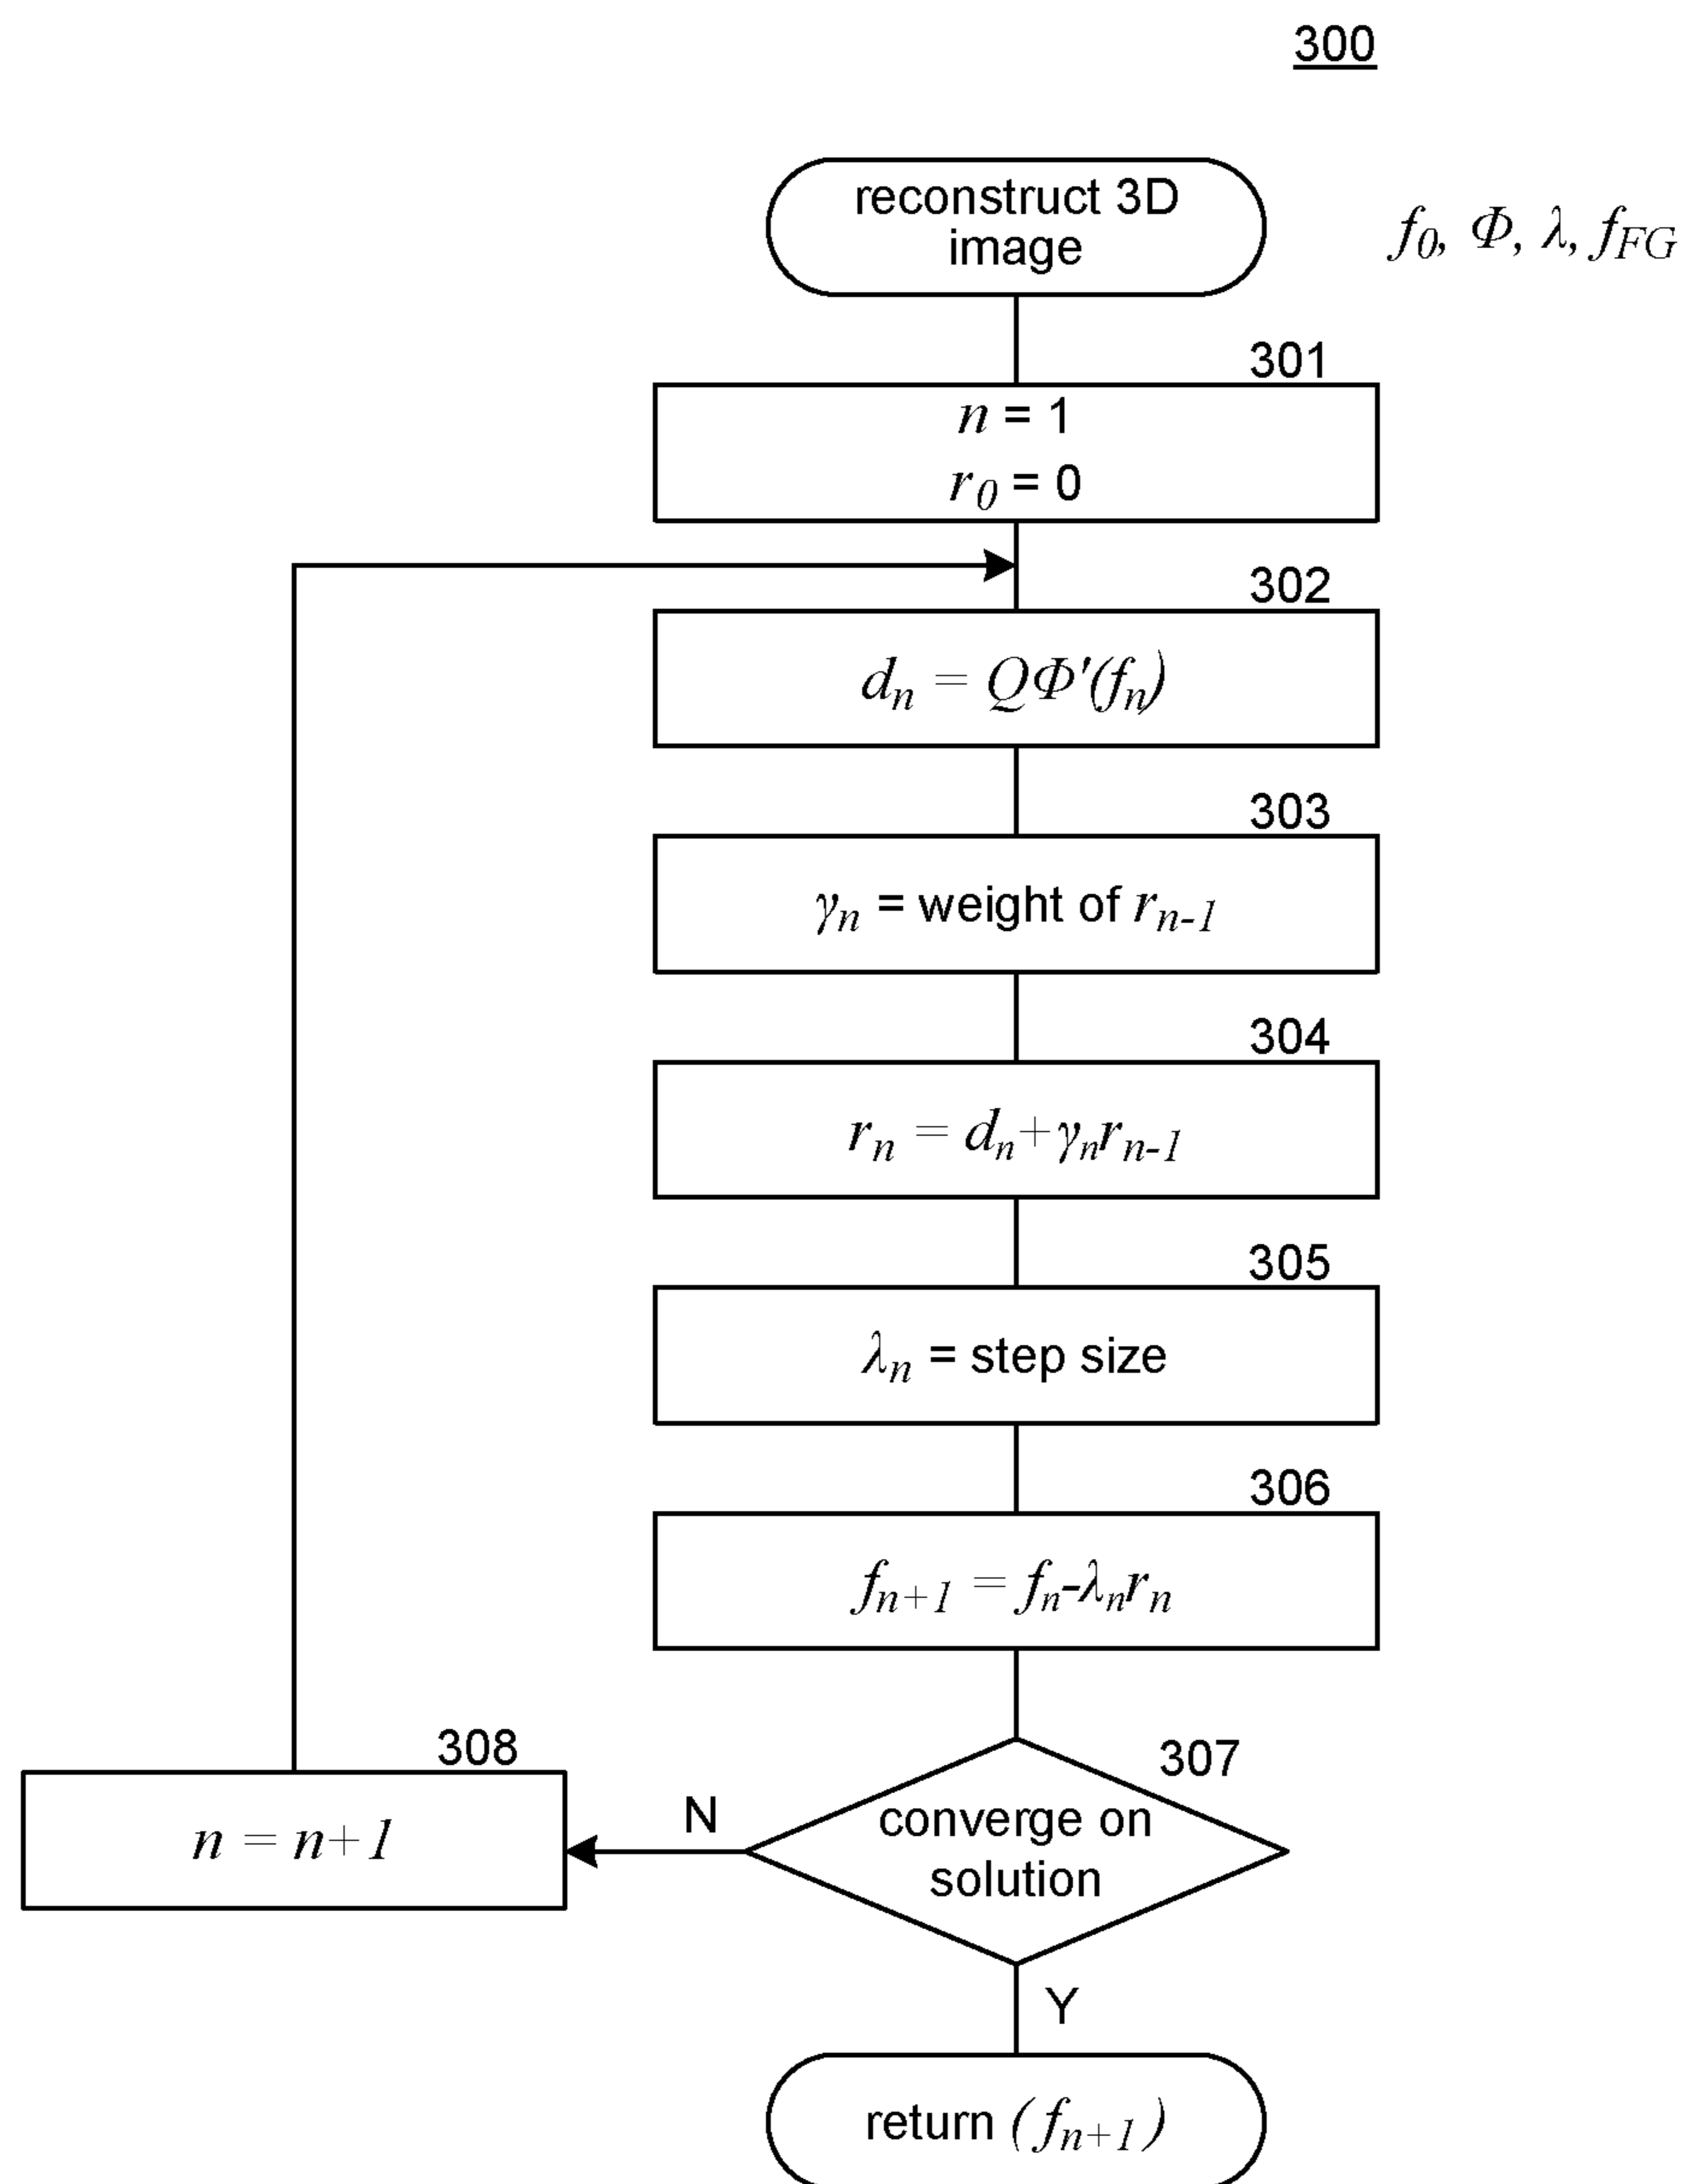 300
reconstruct 3D
image
f₀, Φ, λ, f_FG
301
n = 1
r₀ = 0
302
dₙ = QΦ'(fₙ)
303
γₙ = weight of rₙ₋₁
304
rₙ = dₙ+γₙrₙ₋₁
305
λₙ = step size
306
fₙ₊₁ = fₙ-λₙrₙ
307
converge on
solution
N
308
n = n+1
Y
return (fₙ₊₁)